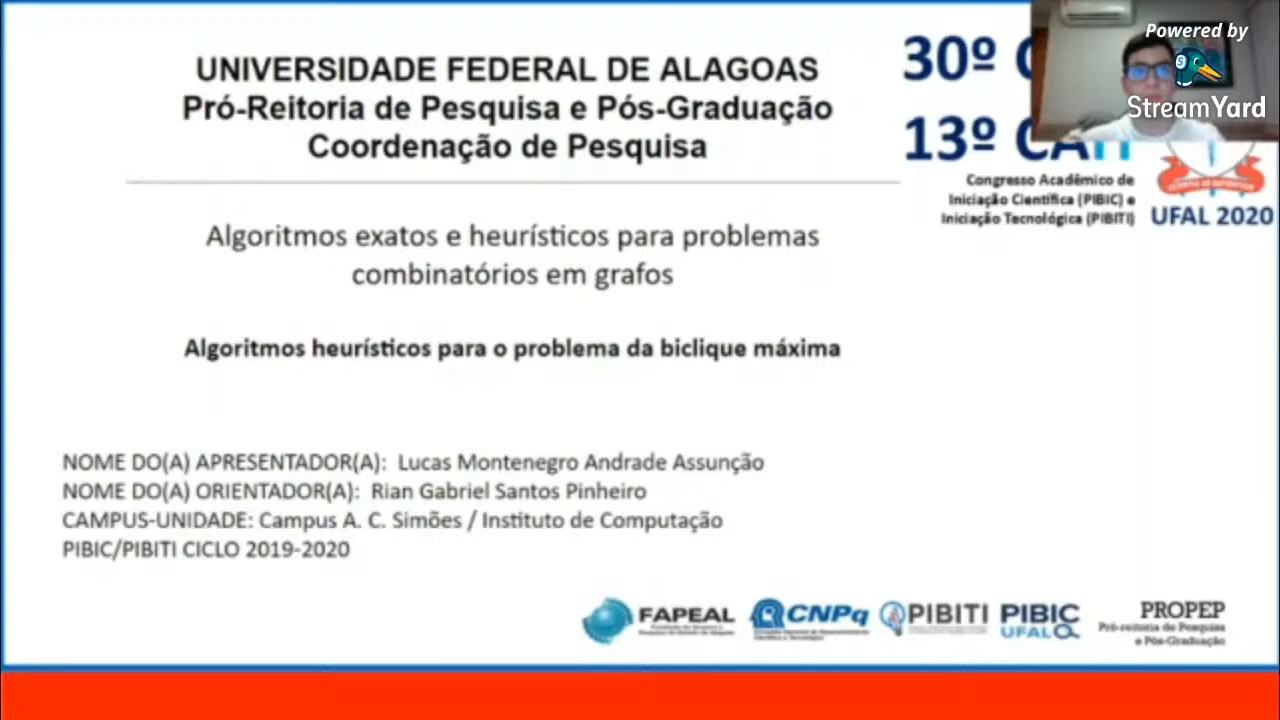 UNIVERSIDADE FEDERAL DE ALAGOAS
Pró-Reitoria de Pesquisa e Pós-Graduação
Coordenação de Pesquisa
30º
13º CAIT
Congresso Acadêmico de
Iniciação Científica (PIBIC) e
Iniciação Tecnológica (PIBITI)
UFAL 2020
Powered by
StreamYard
Algoritmos exatos e heurísticos para problemas
combinatórios em grafos
Algoritmos heurísticos para o problema da biclique máxima
NOME DO(A) APRESENTADOR(A): Lucas Montenegro Andrade Assunção
NOME DO(A) ORIENTADOR(A): Rian Gabriel Santos Pinheiro
CAMPUS-UNIDADE: Campus A. C. Simões / Instituto de Computação
PIBIC/PIBITI CICLO 2019-2020
FAPEAL
CNPq
PIBITI
PIBIC
UFAL
PROPEP
Pró-reitoria de Pesquisa
e Pós-Graduação